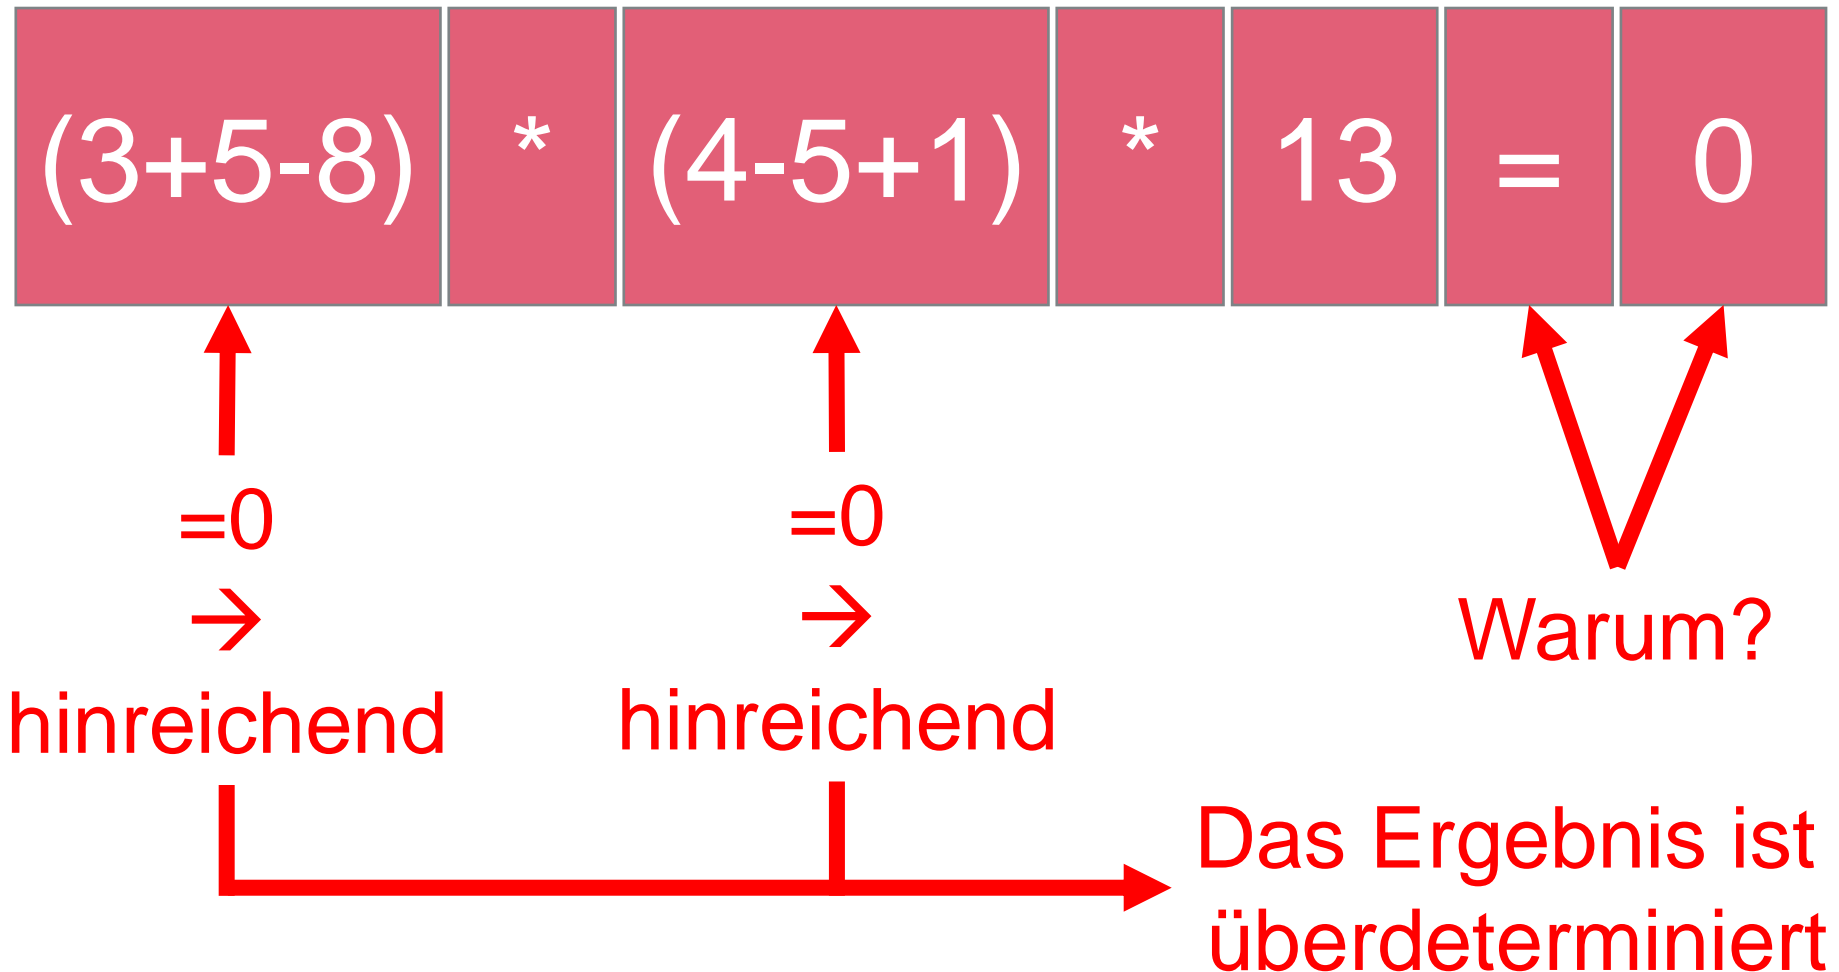 (3+5-8) * (4-5+1) * 13 = 0
=0 =0
→ →
Warum?
hinreichend hinreichend
Das Ergebnis ist
überdeterminiert